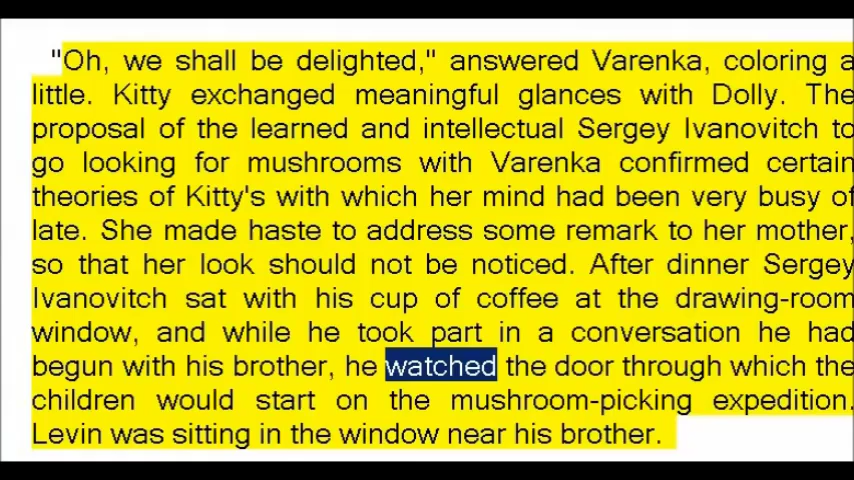 "Oh, we shall be delighted," answered Varenka, coloring a
little. Kitty exchanged meaningful glances with Dolly. The
proposal of the learned and intellectual Sergey Ivanovitch to
go looking for mushrooms with Varenka confirmed certain
theories of Kitty's with which her mind had been very busy of
late. She made haste to address some remark to her mother,
so that her look should not be noticed. After dinner Sergey
Ivanovitch sat with his cup of coffee at the drawing-room
window, and while he took part in a conversation he had
begun with his brother, he watched the door through which the
children would start on the mushroom-picking expedition.
Levin was sitting in the window near his brother.